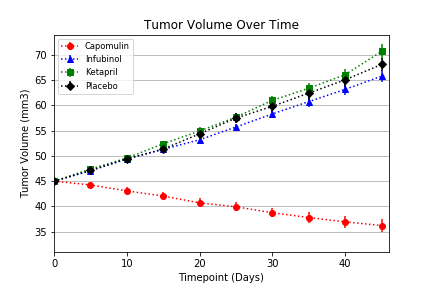 Tumor Volume Over Time
Capomulin
Infubinol
Ketapril
Placebo
Tumor Volume (mm3)
70
65
60
55
50
45
40
35
0
10
20
30
40
Timepoint (Days)